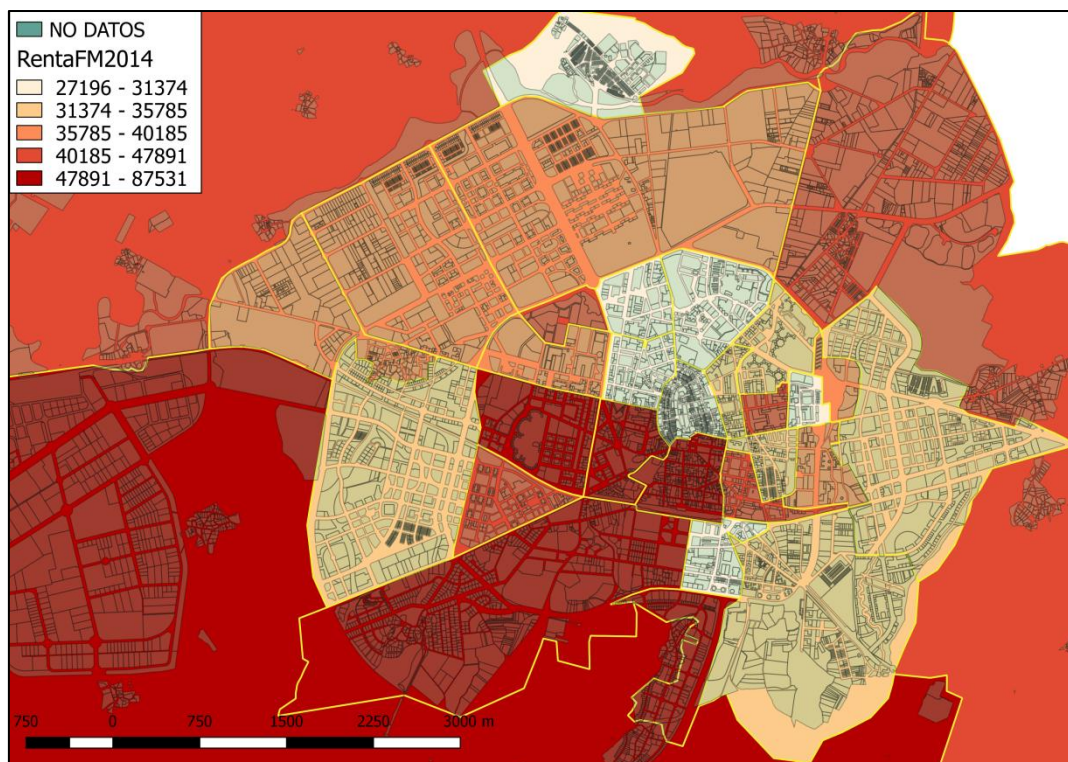 NO DATOS
RentaFM2014
27196 - 31374
31374 - 35785
35785 - 40185
40185 - 47891
47891 - 87531
750 0 750 1500 2250 3000 m